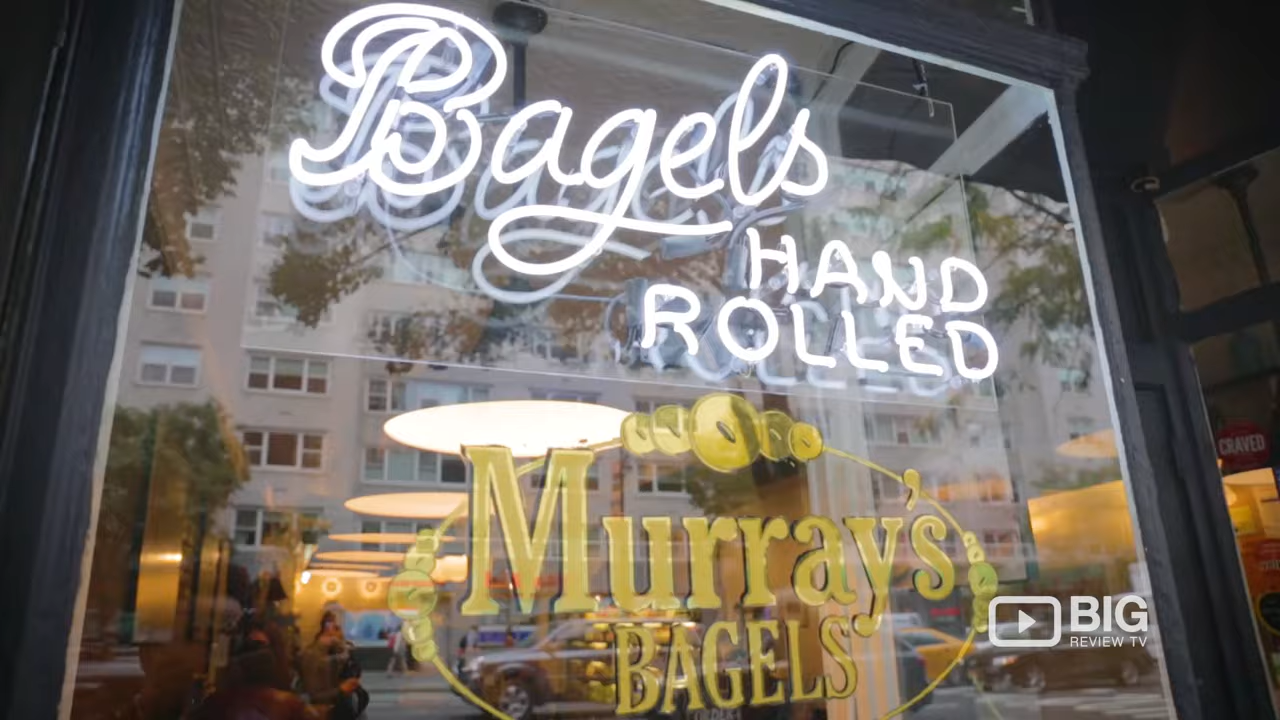 Bagels
HAND
ROLLED
Murray's
BAGELS
CRAVED
BIG
REVIEW TV